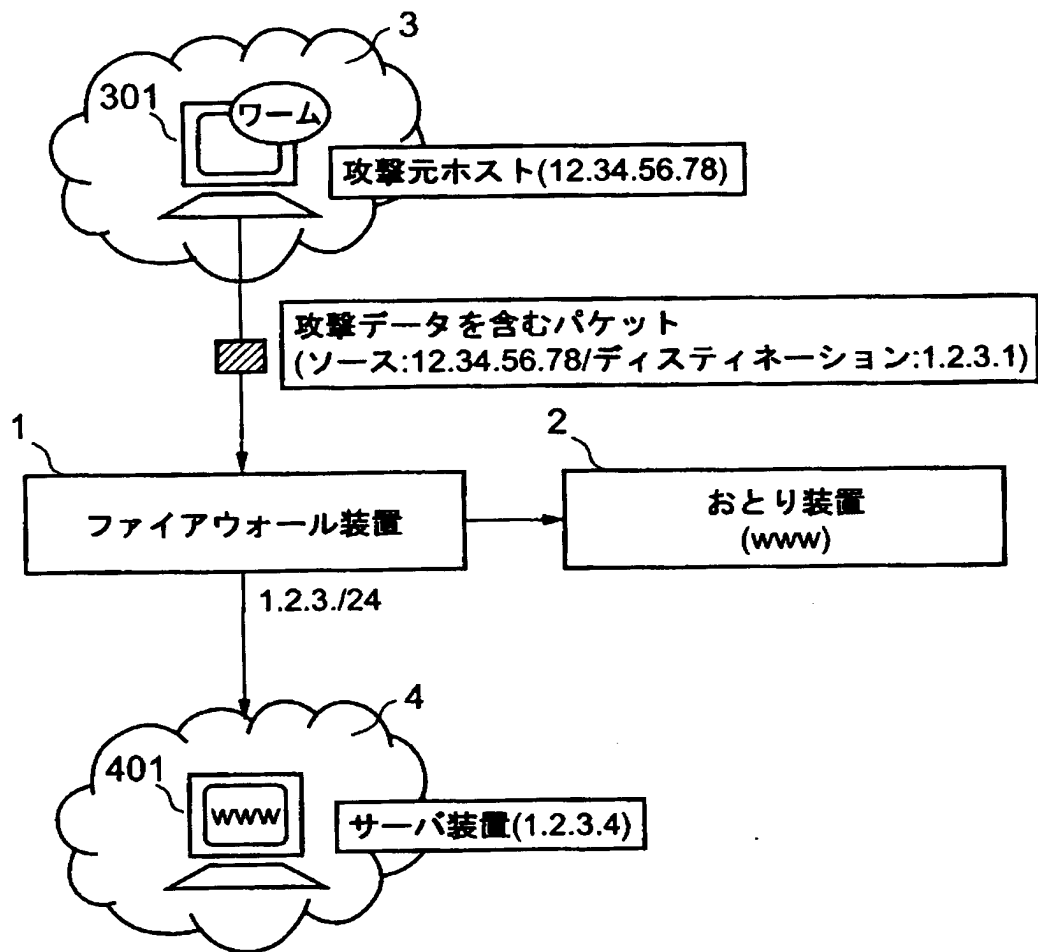 3
301
ワーム
攻撃元ホスト(12.34.56.78)
攻撃データを含むパケット
(ソース:12.34.56.78/ディスティネーション:1.2.3.1)
1
2
ファイアウォール装置
おとり装置
(www)
1.2.3./24
4
401
www
サーバ装置(1.2.3.4)